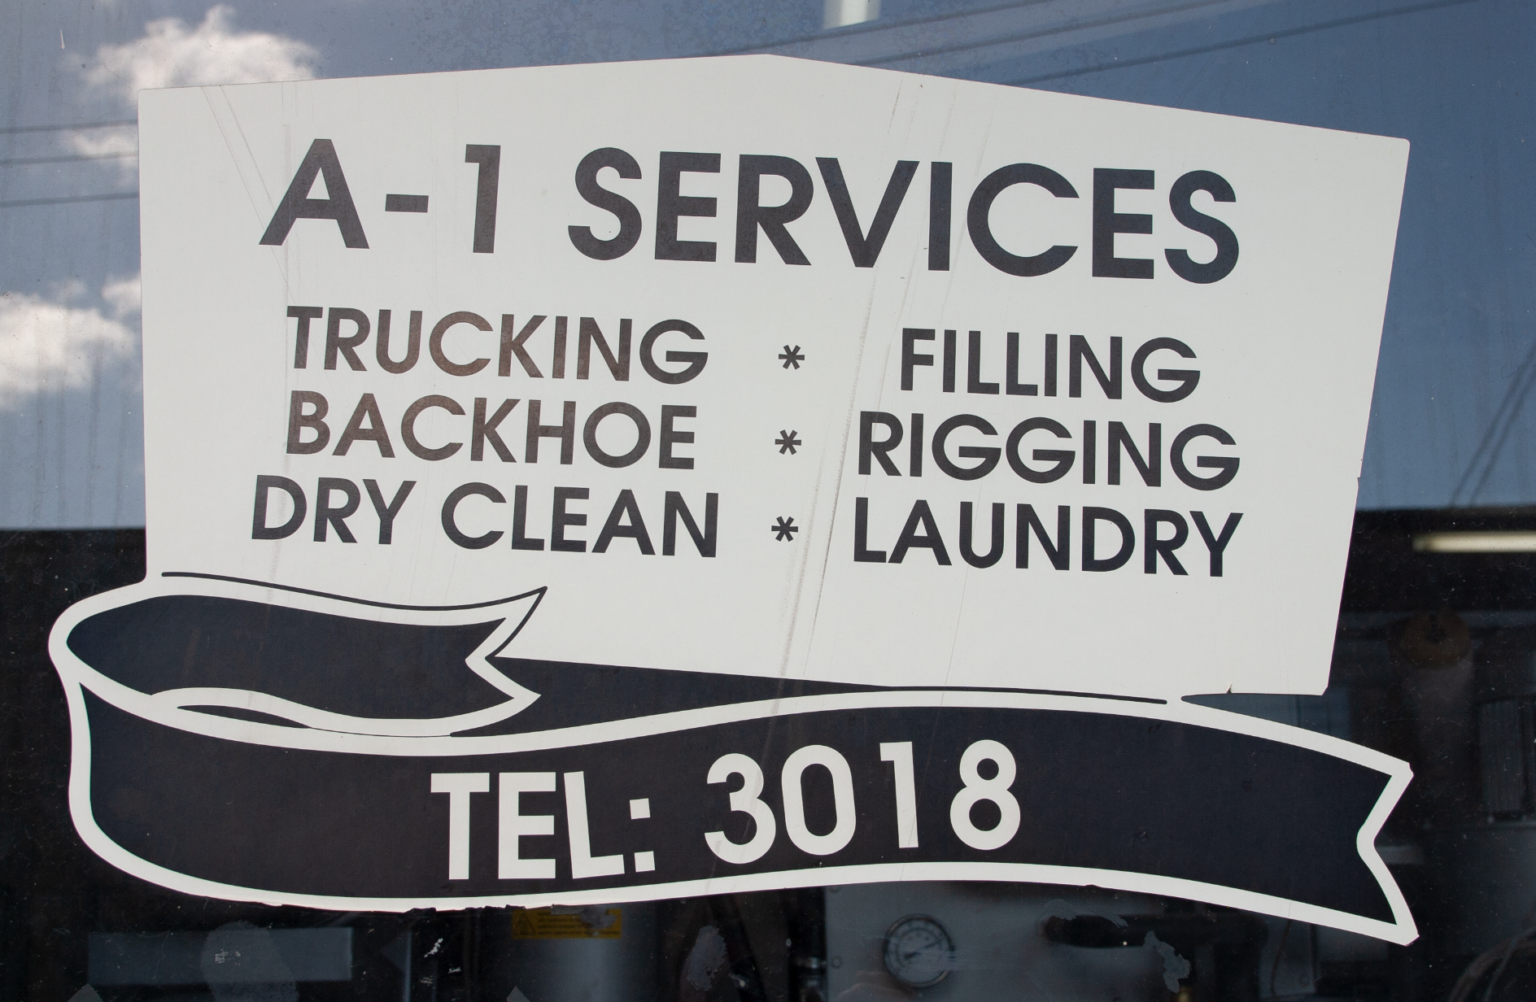 A-1 SERVICES
TRUCKING * FILLING
BACKHOE * RIGGING
DRY CLEAN * LAUNDRY
TEL: 3018